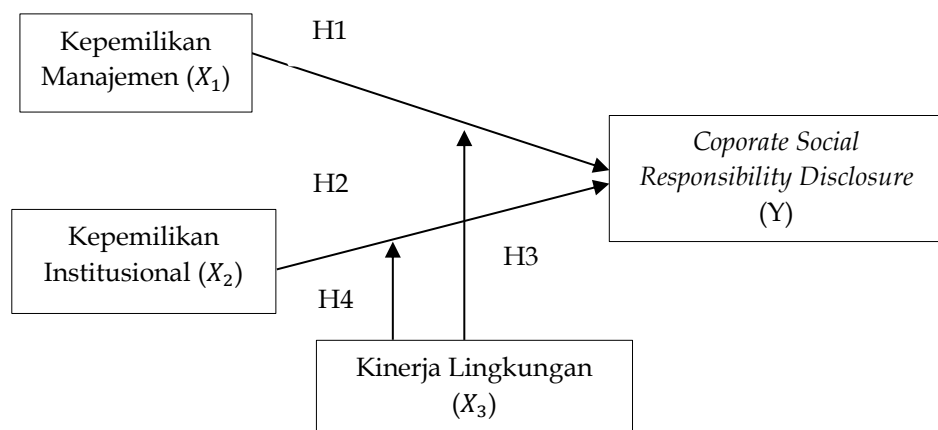 H1
Kepemilikan
Manajemen (𝑋₁)
Coporate Social
Responsibility Disclosure
(Y)
H2
Kepemilikan
Institusional (𝑋₂)
H3
H4
Kinerja Lingkungan
(𝑋₃)